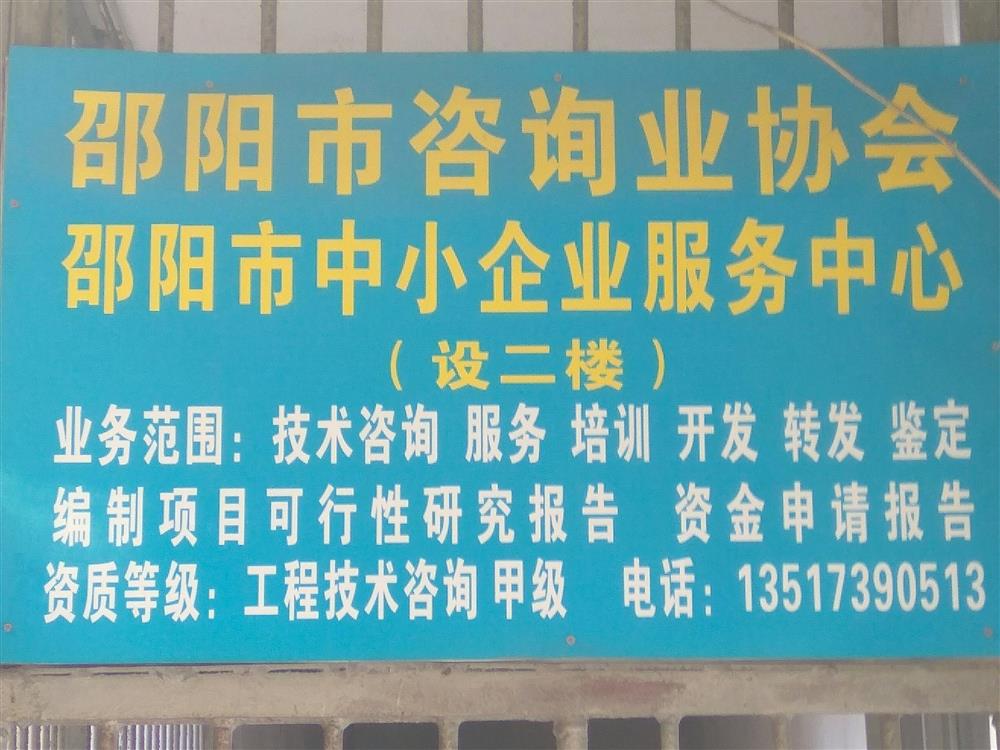 邵阳市咨询业协会
邵阳市中小企业服务中心
（设二楼）
业务范围：技术咨询 服务 培训 开发 转发 鉴定
编制项目可行性研究报告 资金申请报告
资质等级：工程技术咨询 甲级 电话：13517390513